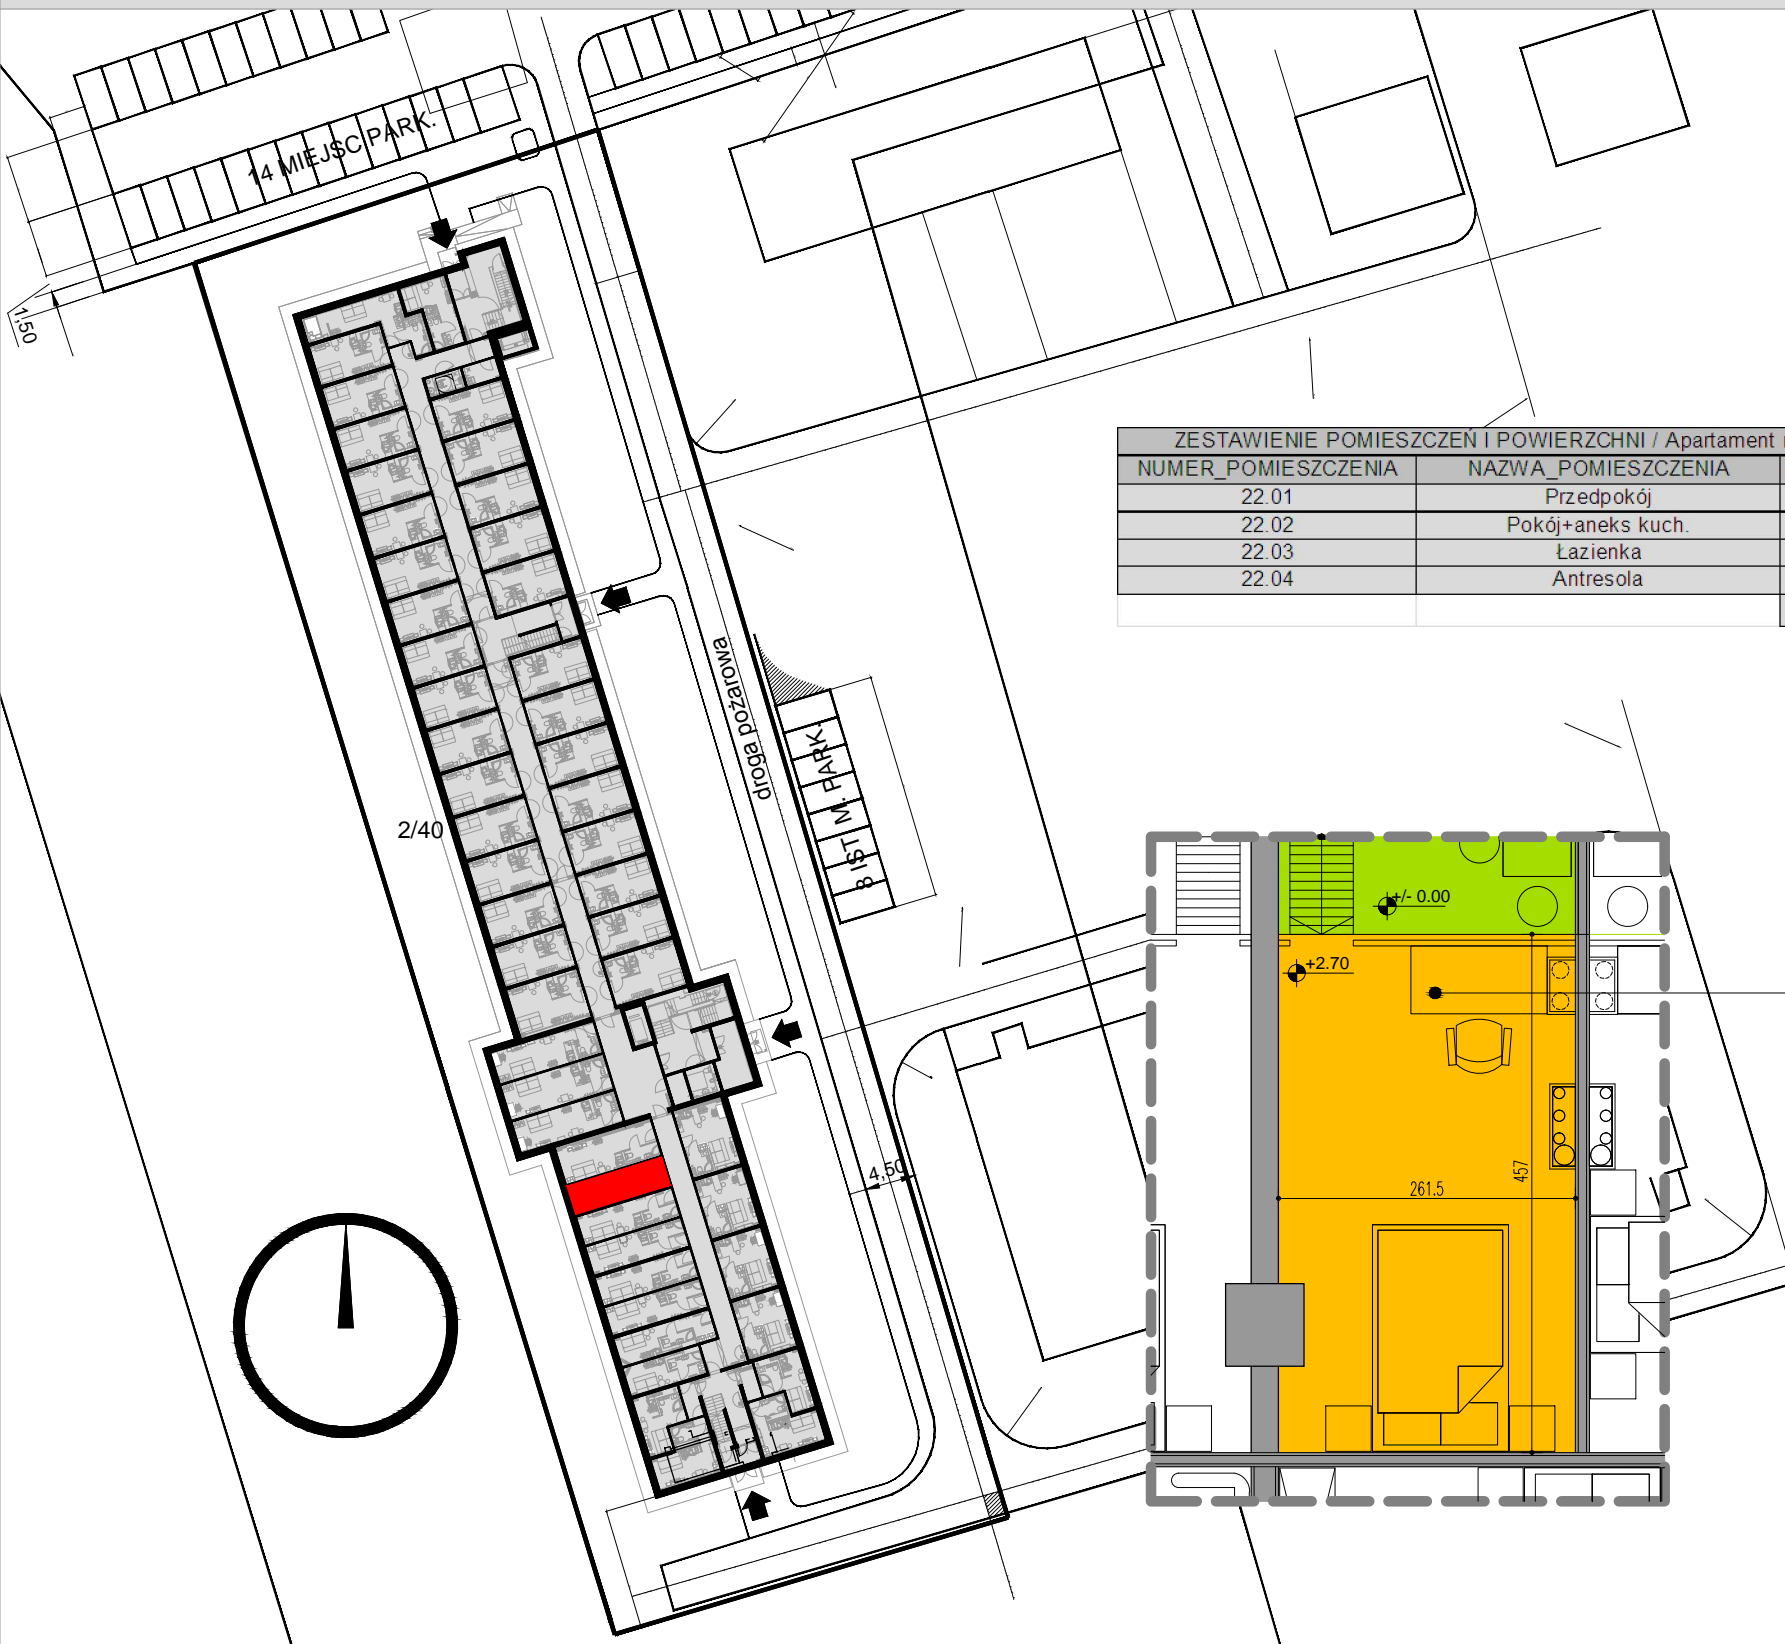 14 MIEJSC PARK.
1,50
ZESTAWIENIE POMIESZCZEŃ I POWIERZCHNI / Apartament
NUMER_POMIESZCZENIA NAZWA_POMIESZCZENIA
22.01 Przedpokój
22.02 Pokój+aneks kuch.
22.03 Łazienka
22.04 Antresola
droga pożarowa
8 IST M. PARK.
2/40
+/- 0.00
+2.70
4,50
457
261.5